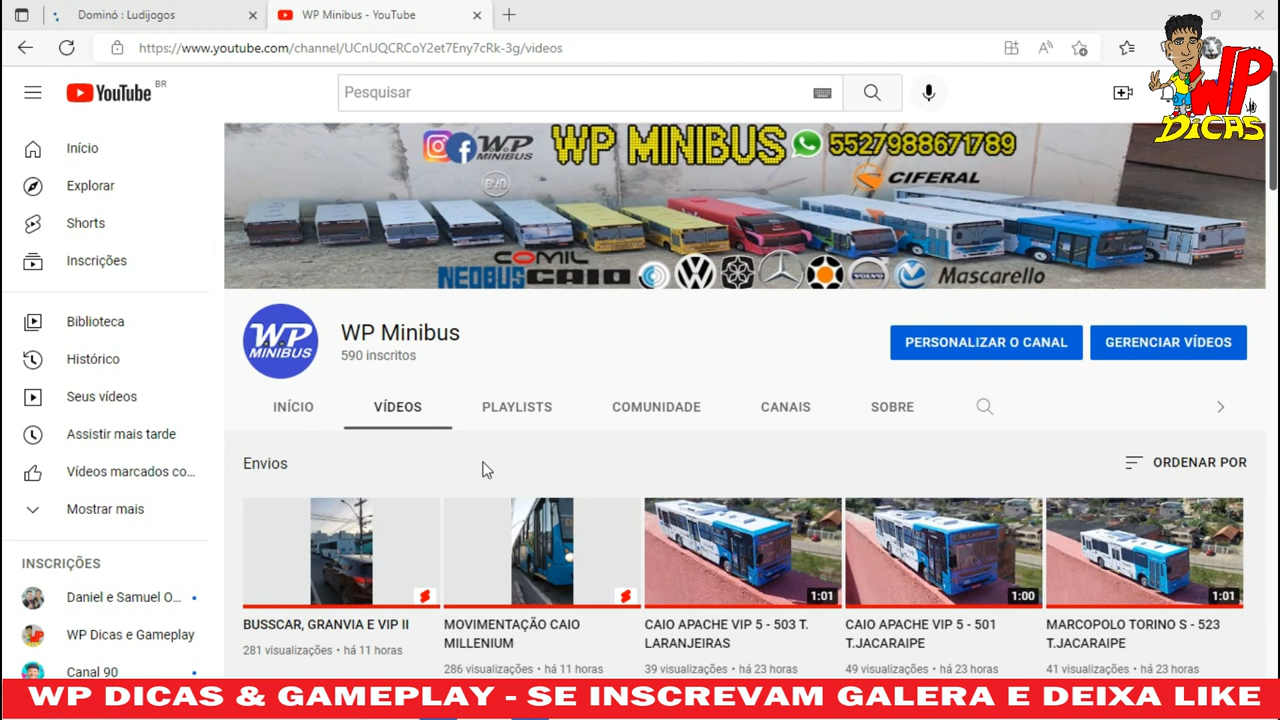 Dominó : Ludijogos
WP Minibus - YouTube
https://www.youtube.com/channel/UCnUQCRCoY2et7Eny7cRk-3g/videos
YouTube BR
Pesquisar
WP
DiCAS
Início
Explorar
Shorts
Inscrições
Biblioteca
Histórico
Seus vídeos
Assistir mais tarde
Vídeos marcados co...
Mostrar mais
INSCRIÇÕES
Daniel e Samuel O...
WP Dicas e Gameplay
Canal 90
WP MINIBUS
WP MINIBUS 5527988671789
BYD
CIFERAL
COMIL
NEOBUS CAIO
VOLVO
Mascarello
WP MINIBUS
WP Minibus
590 inscritos
PERSONALIZAR O CANAL
GERENCIAR VÍDEOS
INÍCIO
VÍDEOS
PLAYLISTS
COMUNIDADE
CANAIS
SOBRE
Envios
ORDENAR POR
1:01
1:00
1:01
BUSSCAR, GRANVIA E VIP II
281 visualizações • há 11 horas
MOVIMENTAÇÃO CAIO
MILLENIUM
286 visualizações • há 11 horas
CAIO APACHE VIP 5 - 503 T.
LARANJEIRAS
39 visualizações • há 23 horas
CAIO APACHE VIP 5 - 501
T.JACARAIPE
49 visualizações • há 23 horas
MARCOPOLO TORINO S - 523
T.JACARAIPE
41 visualizações • há 23 horas
WP DICAS & GAMEPLAY - SE INSCREVAM GALERA E DEIXA LIKE